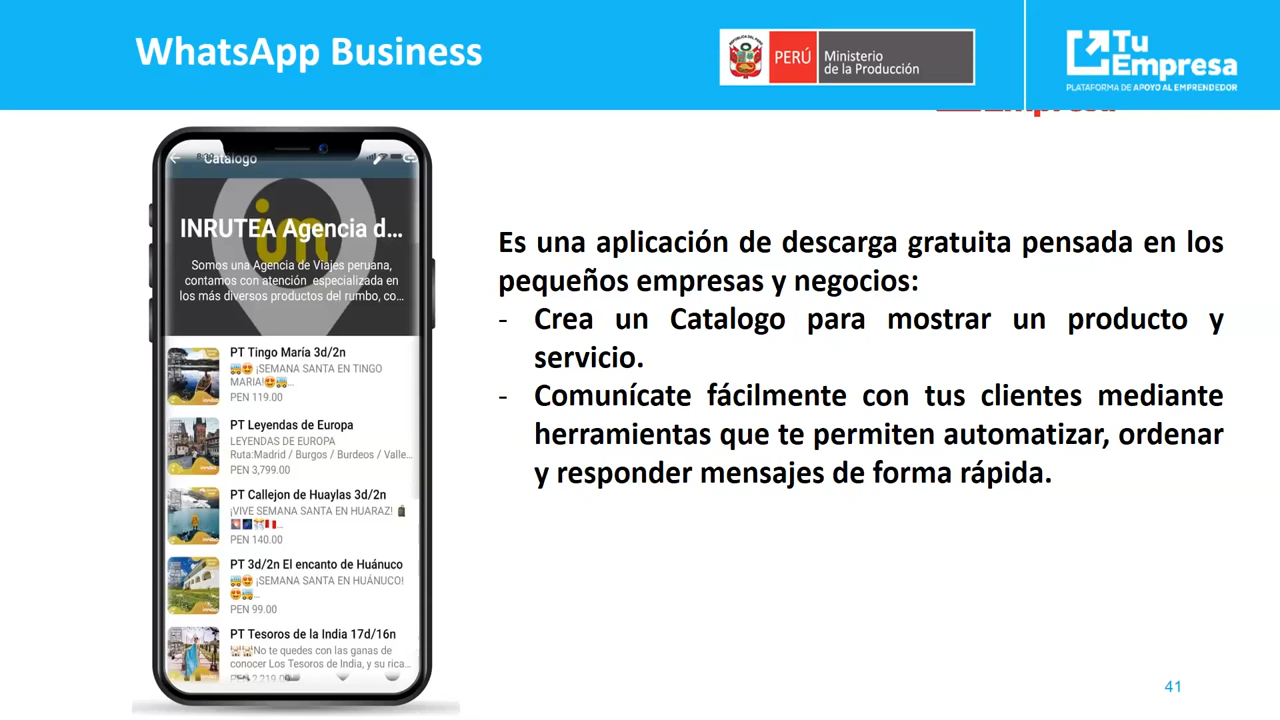 WhatsApp Business
PERÚ
Ministerio
de la Producción
Tu
Empresa
PLATAFORMA DE APOYO AL EMPRENDEDOR
Catálogo
INRUTEA Agencia d...
Somos una Agencia de Viajes peruana,
contamos con atención especializada en
los más diversos productos del rumbo, co...
PT Tingo María 3d/2n
🚌😍 ¡SEMANA SANTA EN TINGO
MARIA!😍🚌...
PEN 119.00
PT Leyendas de Europa
LEYENDAS DE EUROPA
Ruta:Madrid / Burgos / Burdeos / Valle...
PEN 3,799.00
PT Callejon de Huaylas 3d/2n
¡VIVE SEMANA SANTA EN HUARAZ!
PEN 140.00
PT 3d/2n El encanto de Huánuco
🚌😍 ¡SEMANA SANTA EN HUÁNUCO!
😍🚌...
PEN 99.00
PT Tesoros de la India 17d/16n
No te quedes con las ganas de
conocer Los Tesoros de India, y su rica...
PEN 2,219.00
Es una aplicación de descarga gratuita pensada en los
pequeños empresas y negocios:
- Crea un Catalogo para mostrar un producto y
servicio.
- Comunícate fácilmente con tus clientes mediante
herramientas que te permiten automatizar, ordenar
y responder mensajes de forma rápida.
41